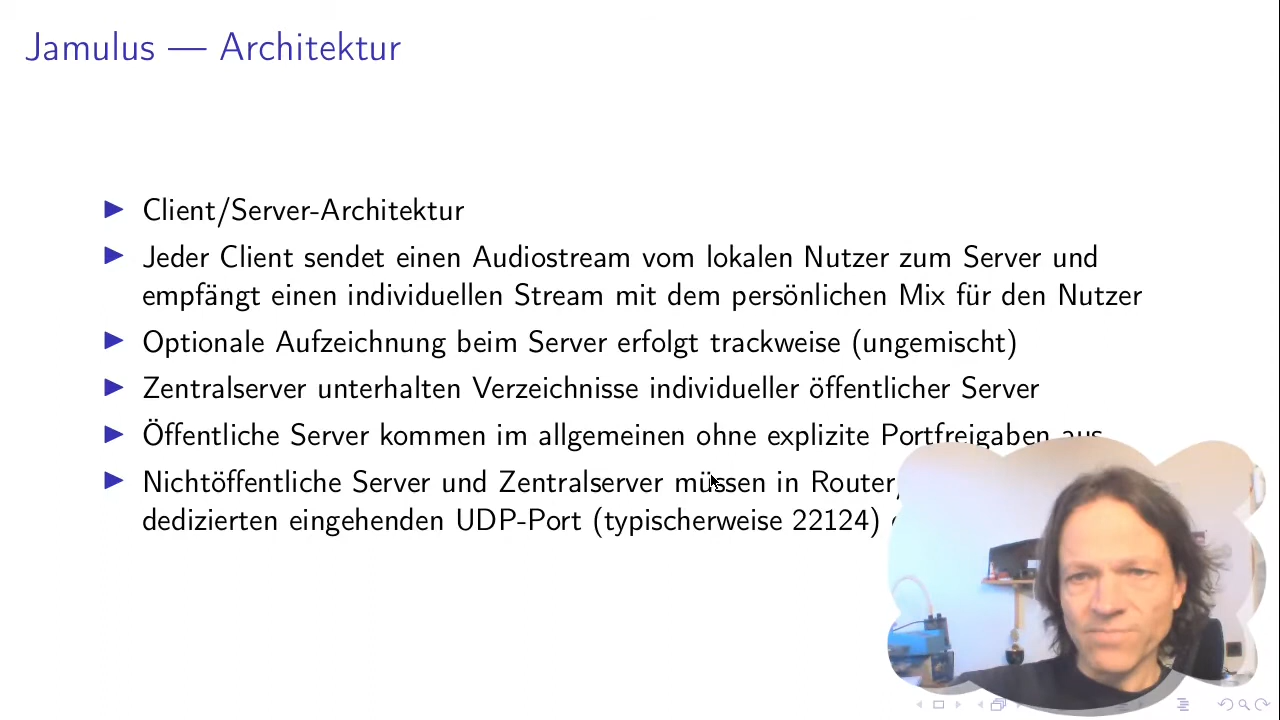 Jamulus — Architektur
Client/Server-Architektur
Jeder Client sendet einen Audiostream vom lokalen Nutzer zum Server und
empfängt einen individuellen Stream mit dem persönlichen Mix für den Nutzer
Optionale Aufzeichnung beim Server erfolgt trackweise (ungemischt)
Zentralserver unterhalten Verzeichnisse individueller öffentlicher Server
Öffentliche Server kommen im allgemeinen ohne explizite Portfreigaben aus
Nichtöffentliche Server und Zentralserver müssen in Router/
dedizierten eingehenden UDP-Port (typischerweise 22124)